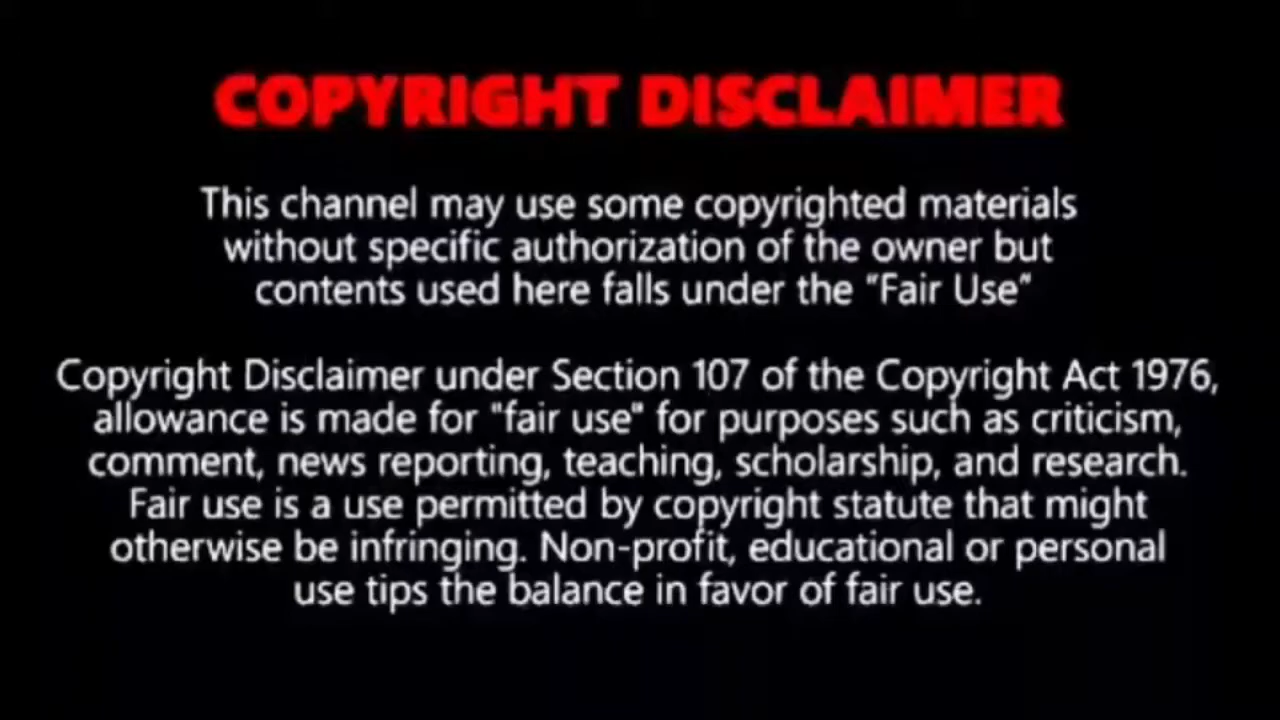 COPYRIGHT DISCLAIMER
This channel may use some copyrighted materials
without specific authorization of the owner but
contents used here falls under the "Fair Use"
Copyright Disclaimer under Section 107 of the Copyright Act 1976,
allowance is made for "fair use" for purposes such as criticism,
comment, news reporting, teaching, scholarship, and research.
Fair use is a use permitted by copyright statute that might
otherwise be infringing. Non-profit, educational or personal
use tips the balance in favor of fair use.